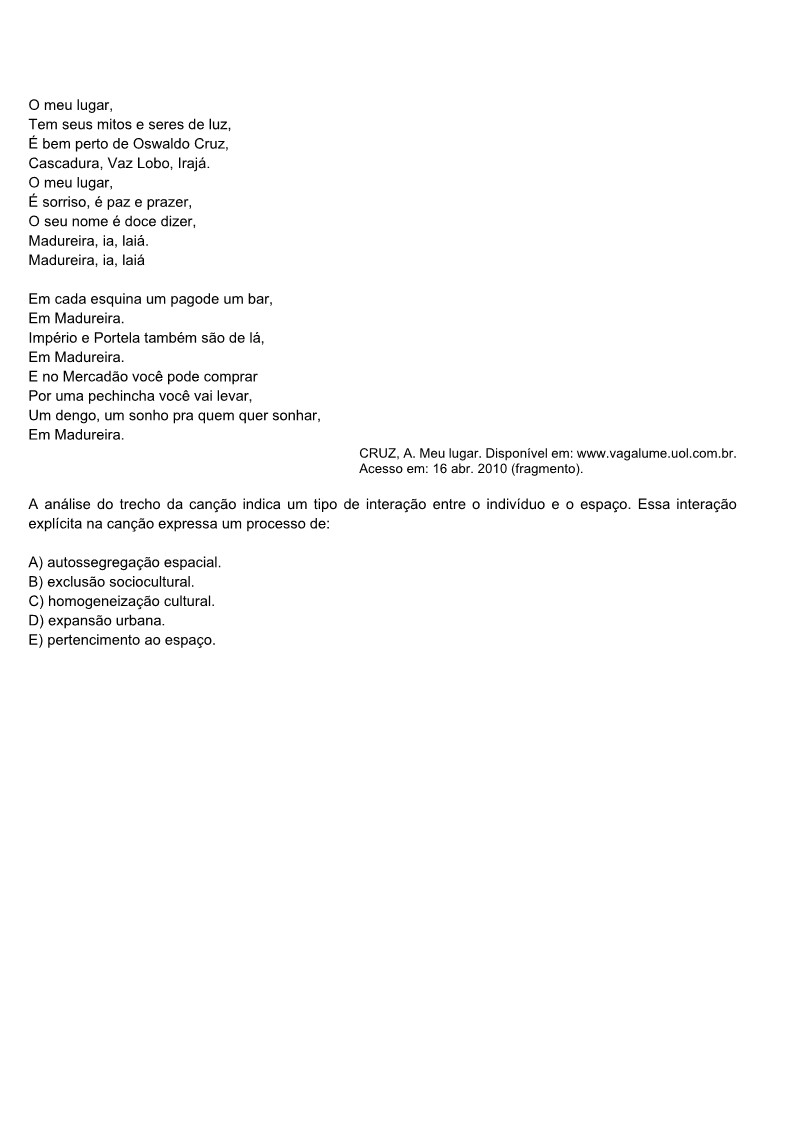 O meu lugar,
Tem seus mitos e seres de luz,
É bem perto de Oswaldo Cruz,
Cascadura, Vaz Lobo, Irajá.
O meu lugar,
É sorriso, é paz e prazer,
O seu nome é doce dizer,
Madureira, ia, laiá.
Madureira, ia, laiá
Em cada esquina um pagode um bar,
Em Madureira.
Império e Portela também são de lá,
Em Madureira.
E no Mercadão você pode comprar
Por uma pechincha você vai levar,
Um dengo, um sonho pra quem quer sonhar,
Em Madureira.
CRUZ, A. Meu lugar. Disponível em: www.vagalume.uol.com.br.
Acesso em: 16 abr. 2010 (fragmento).
A análise do trecho da canção indica um tipo de interação entre o indivíduo e o espaço. Essa interação
explícita na canção expressa um processo de:
A) autossegregação espacial.
B) exclusão sociocultural.
C) homogeneização cultural.
D) expansão urbana.
E) pertencimento ao espaço.